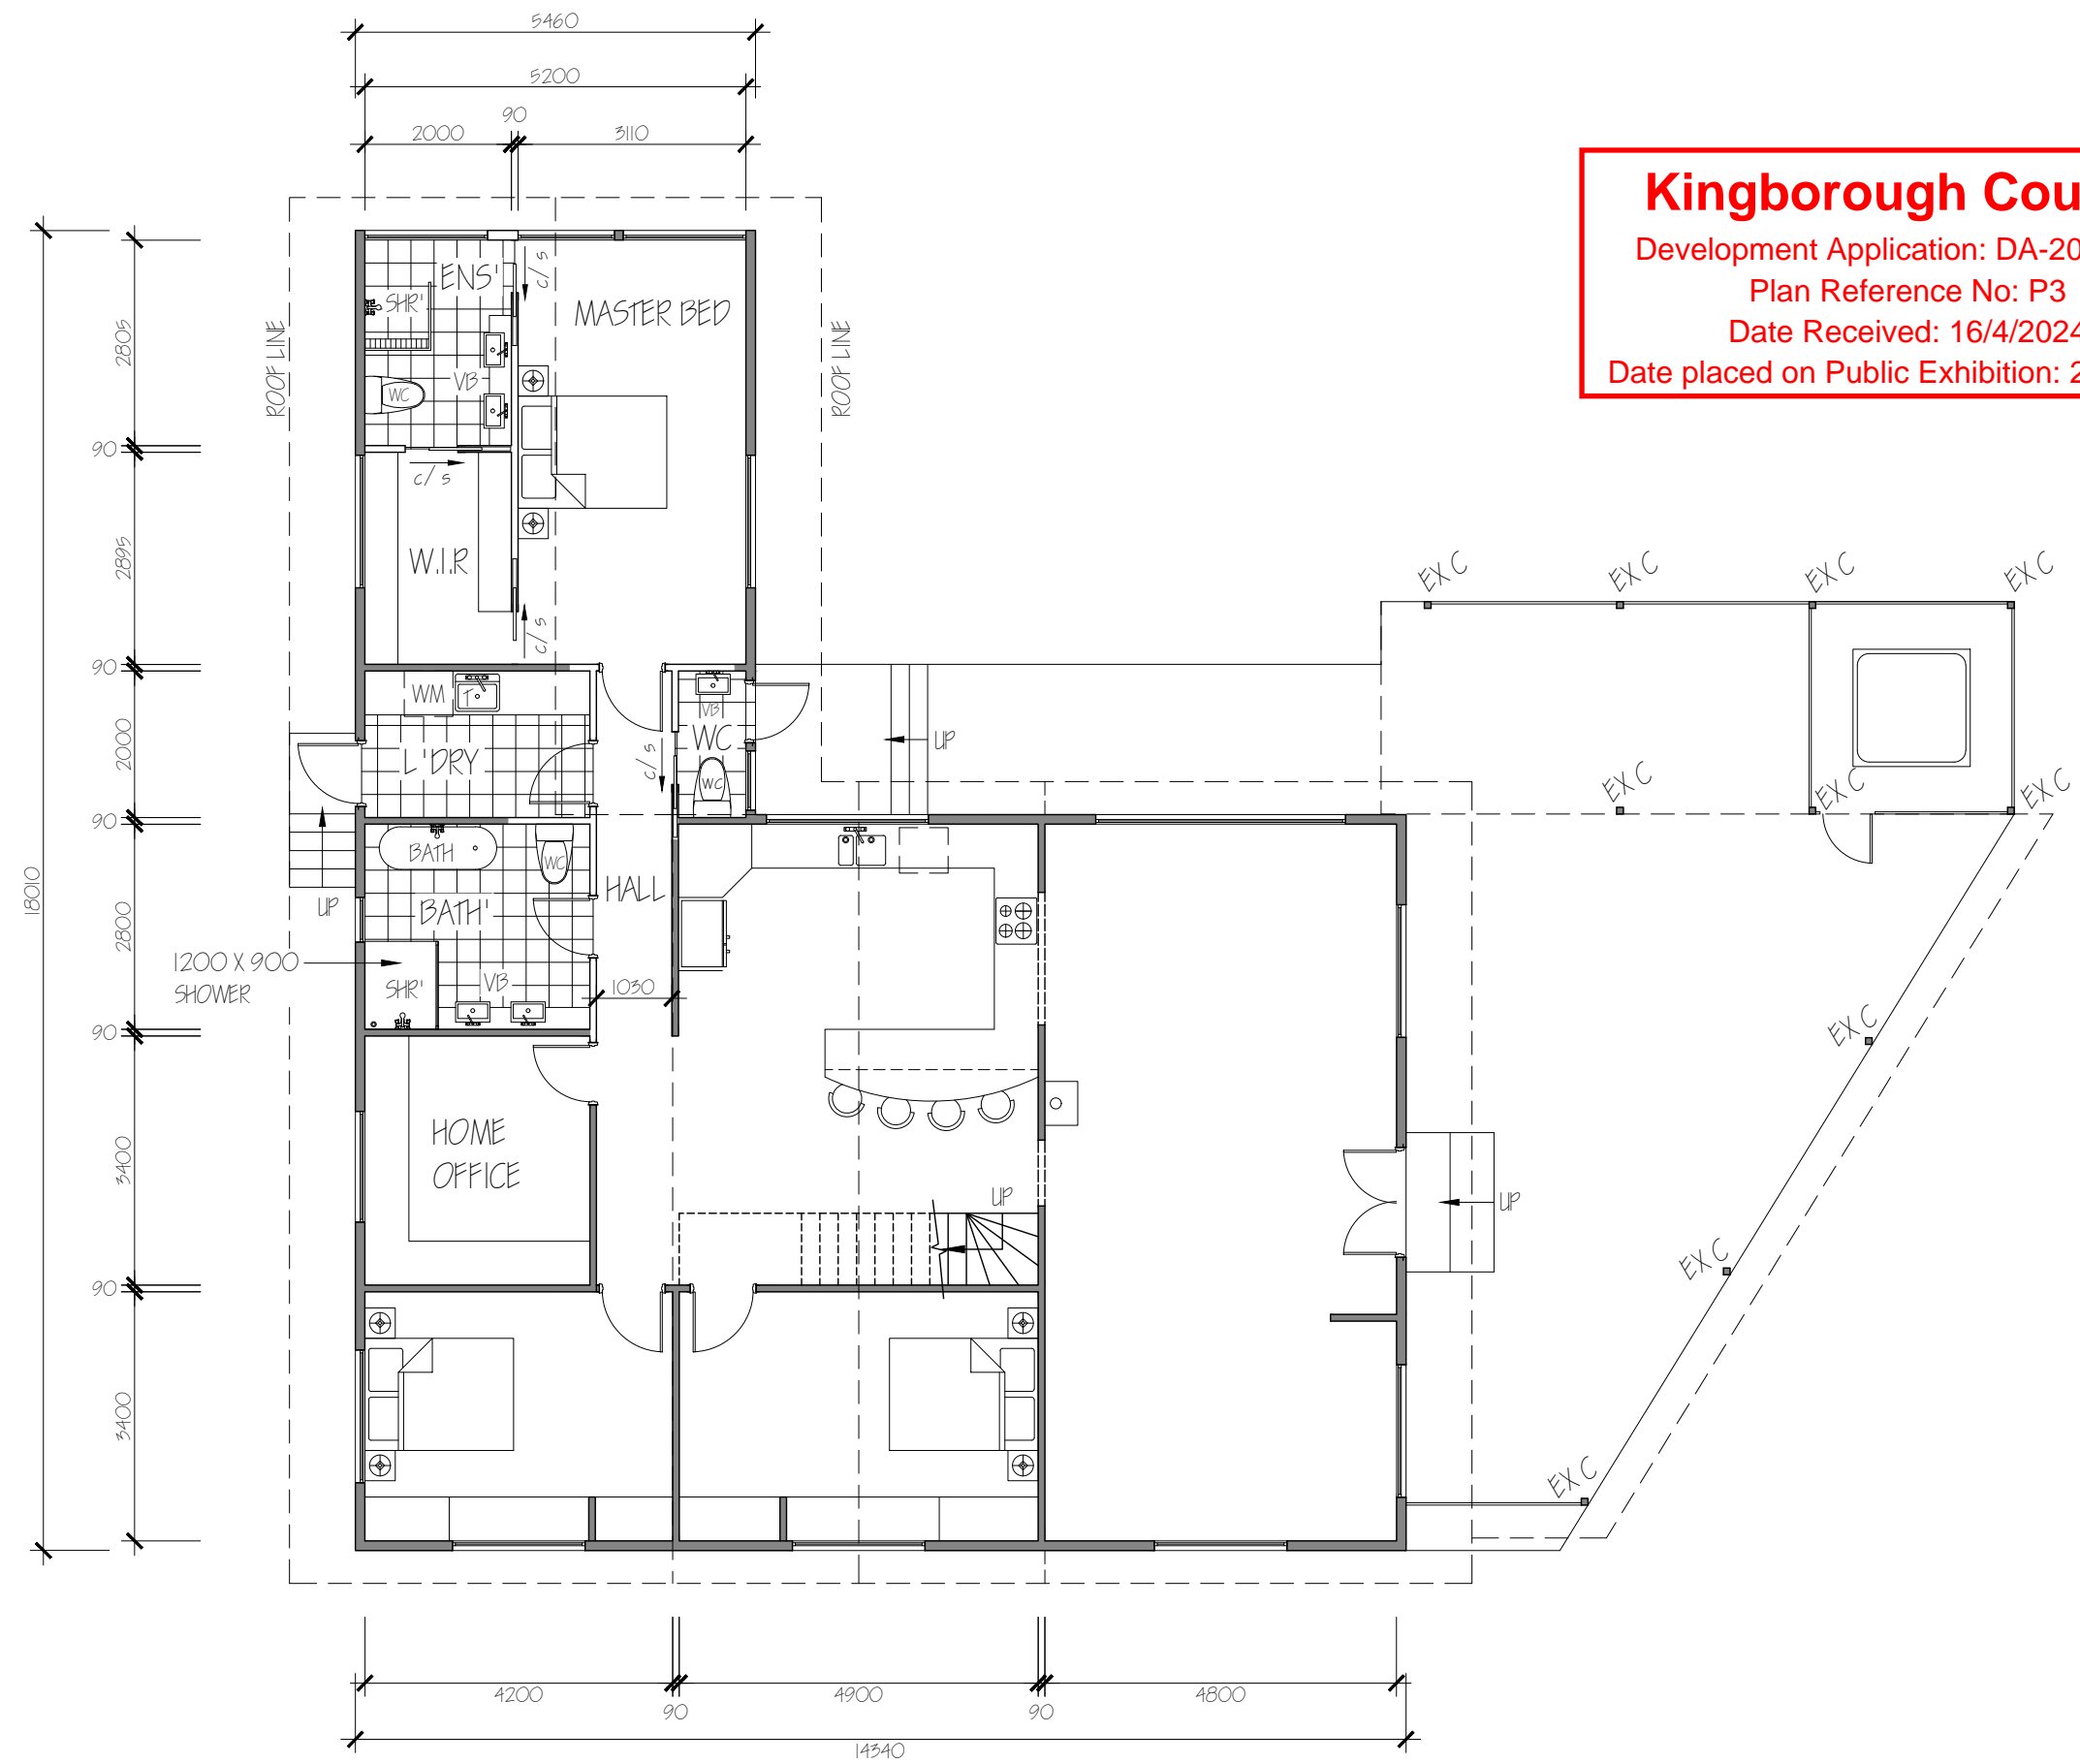 5460
5200
90
2000
3110
Kingborough Cou
Development Application: DA-20
Plan Reference No: P3
Date Received: 16/4/2024
Date placed on Public Exhibition: 2
ENS'
c/s
SHR'
MASTER BED
ROOF LINE
ROOF LINE
2805
VB
WC
90
c/s
2895
W.I.R
c/s
EX C
EX C
EX C
EX C
90
WM
T
VB
WC
2000
L'DRY
c/s
UP
WC
EX C
EX C
EX C
90
18010
BATH
WC
HALL
UP
BATH'
2800
1200 X 900
SHOWER
SHR'
VB
1030
EX C
90
HOME
OFFICE
3400
UP
UP
EX C
90
3400
EX C
4200
4900
4800
90
90
14340